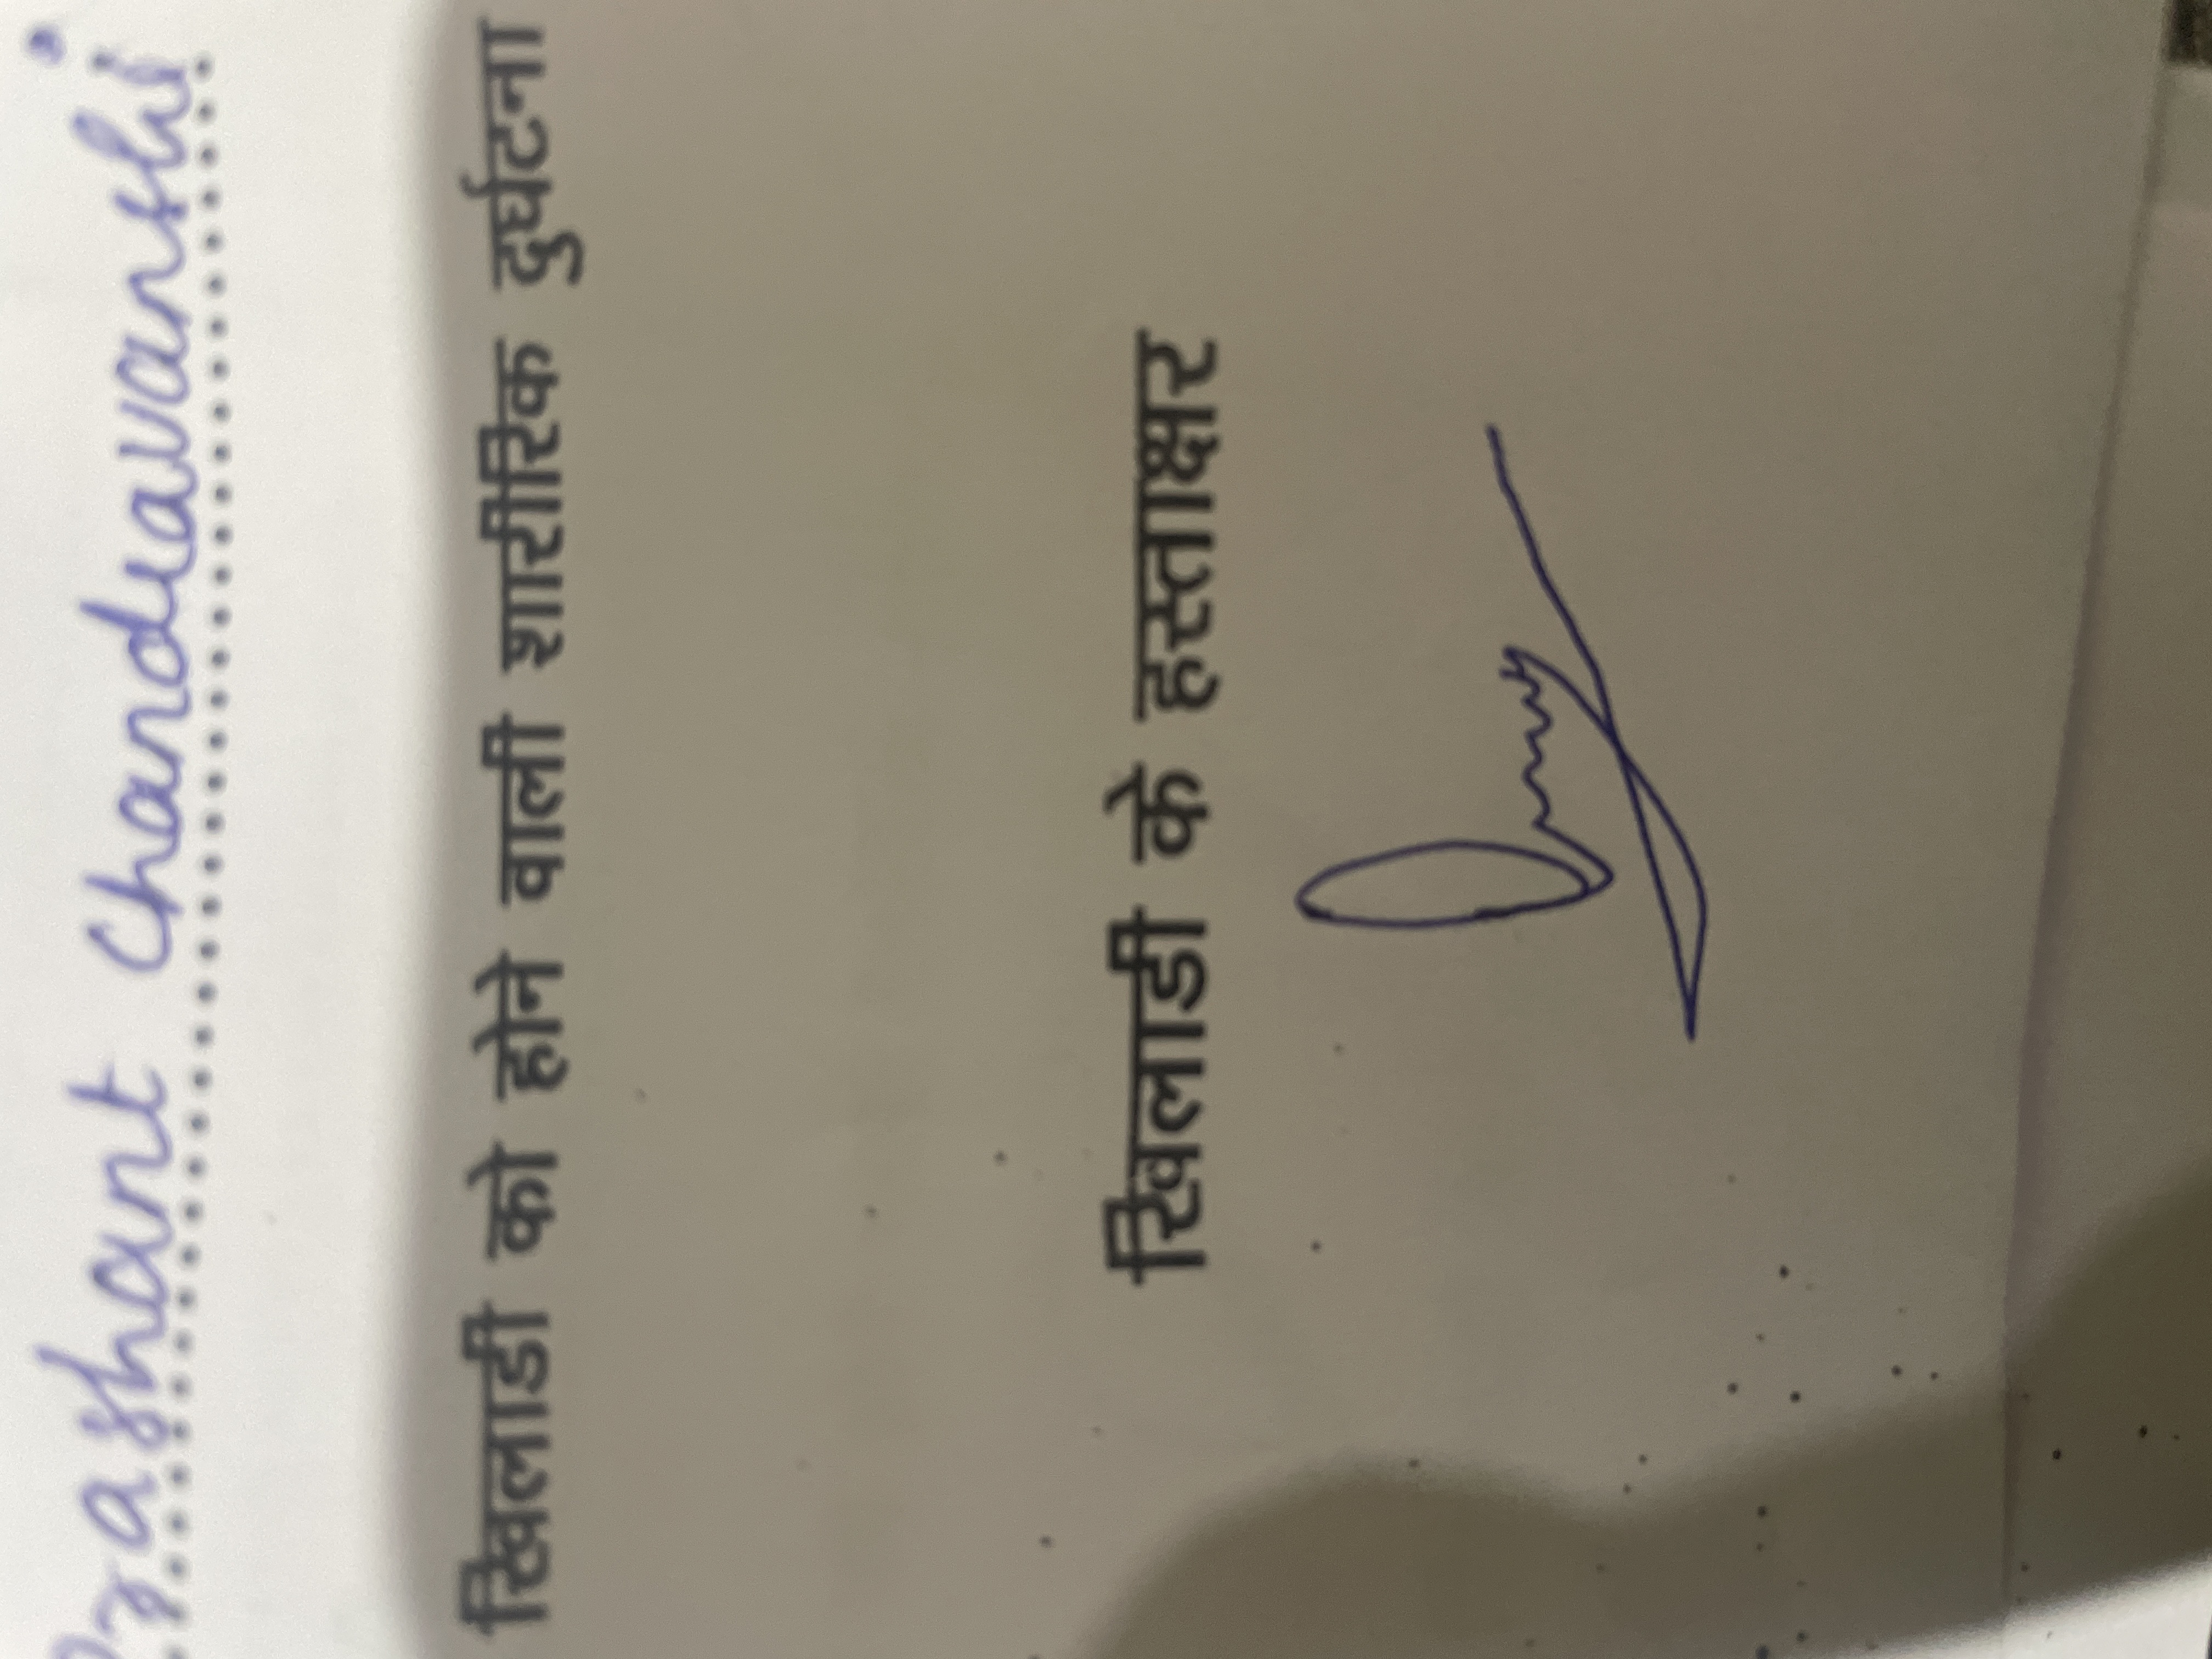 Prashant Chandravanshi
खिलाडी को होने वाली शारीरिक दुर्घटना
खिलाडी के हस्ताक्षर